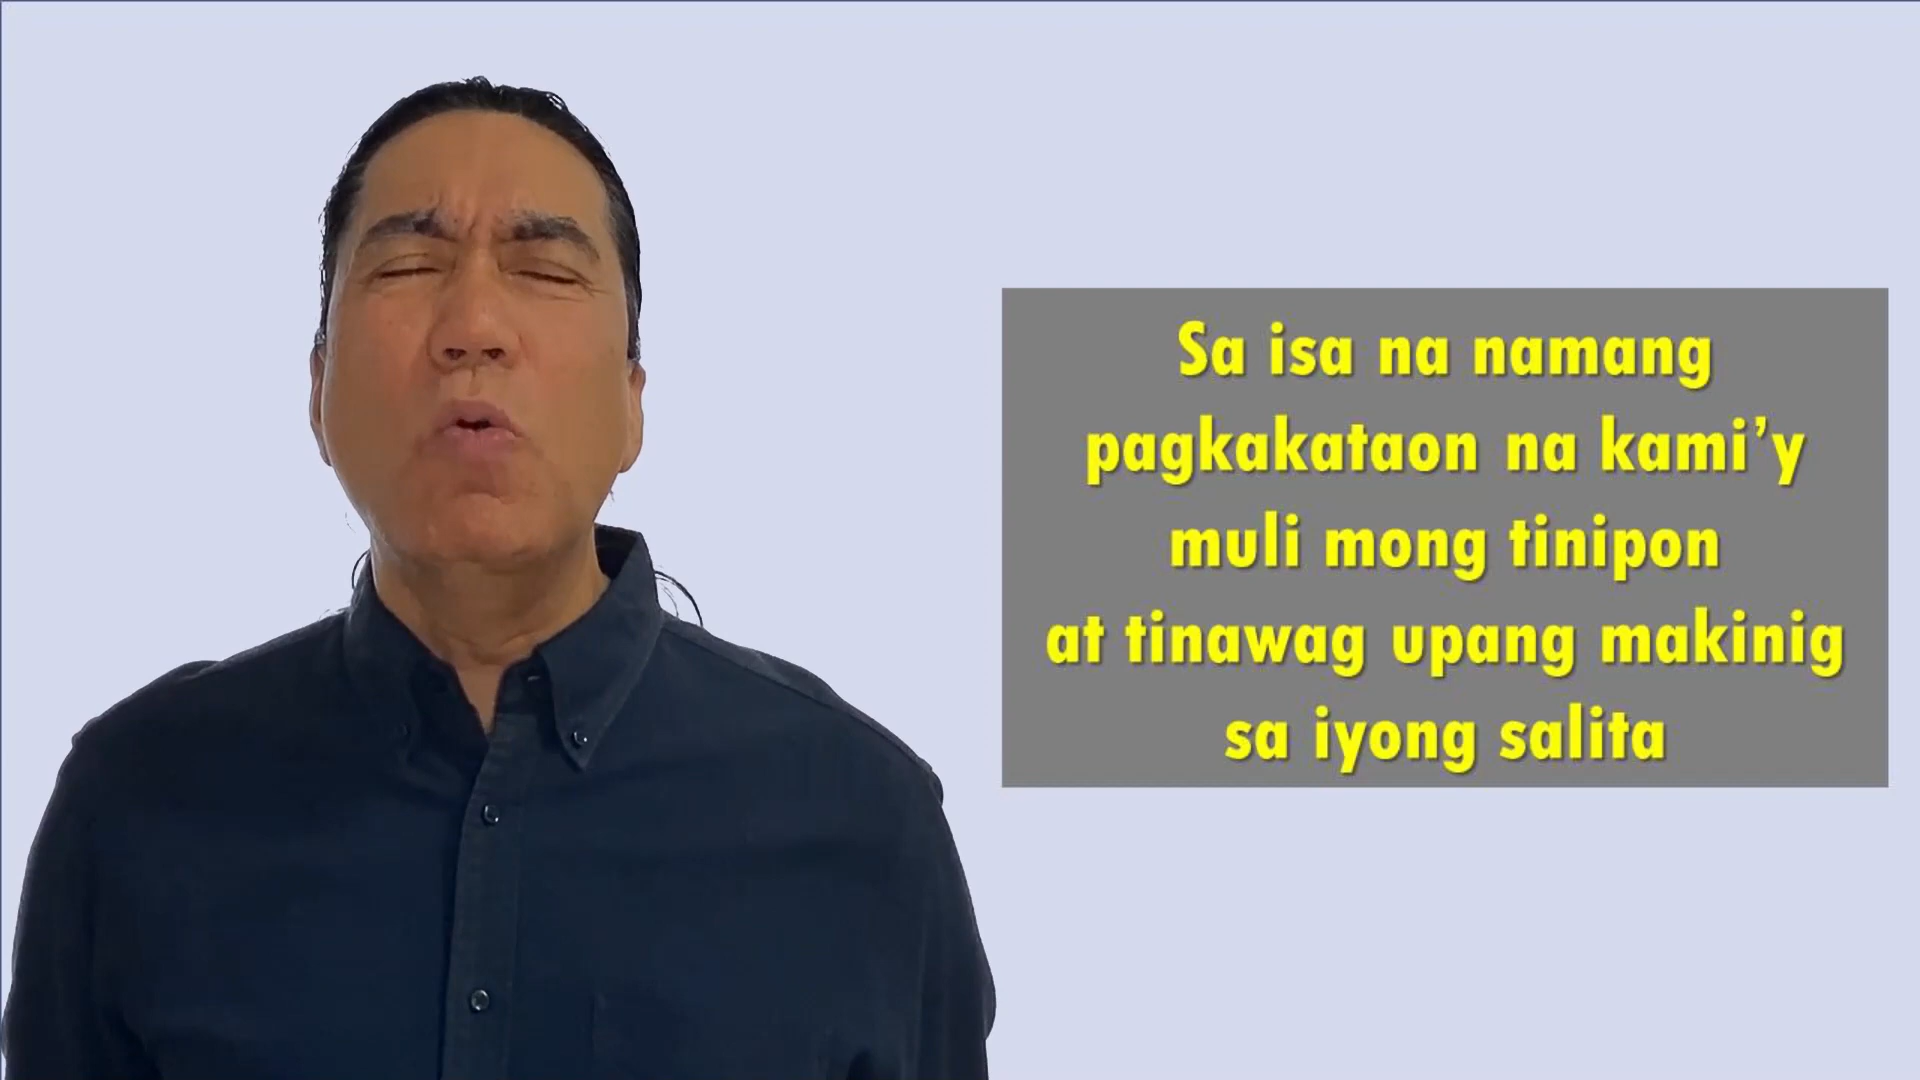 Sa isa na namang
pagkakataon na kami’y
muli mong tinipon
at tinawag upang makinig
sa iyong salita